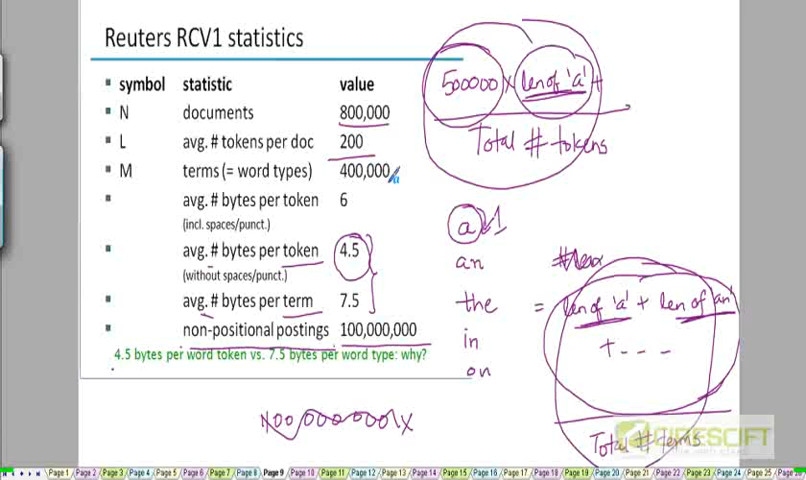 Reuters RCV1 statistics
symbol statistic value
N documents 800,000
L avg. # tokens per doc 200
M terms (= word types) 400,000
avg. # bytes per token 6
(incl. spaces/punct.)
avg. # bytes per token 4.5
(without spaces/punct.)
avg. # bytes per term 7.5
non-positional postings 100,000,000
4.5 bytes per word token vs. 7.5 bytes per word type: why?
500000 × len of 'a' +
Total # tokens
a 1
an
the
in
on
= len of 'a' + len of 'an'
+ - - -
Total # terms
Page 1 Page 2 Page 3 Page 4 Page 5 Page 6 Page 7 Page 8 Page 9 Page 10 Page 11 Page 12 Page 13 Page 14 Page 15 Page 16 Page 17 Page 18 Page 19 Page 20 Page 21 Page 22 Page 23 Page 24 Page 25